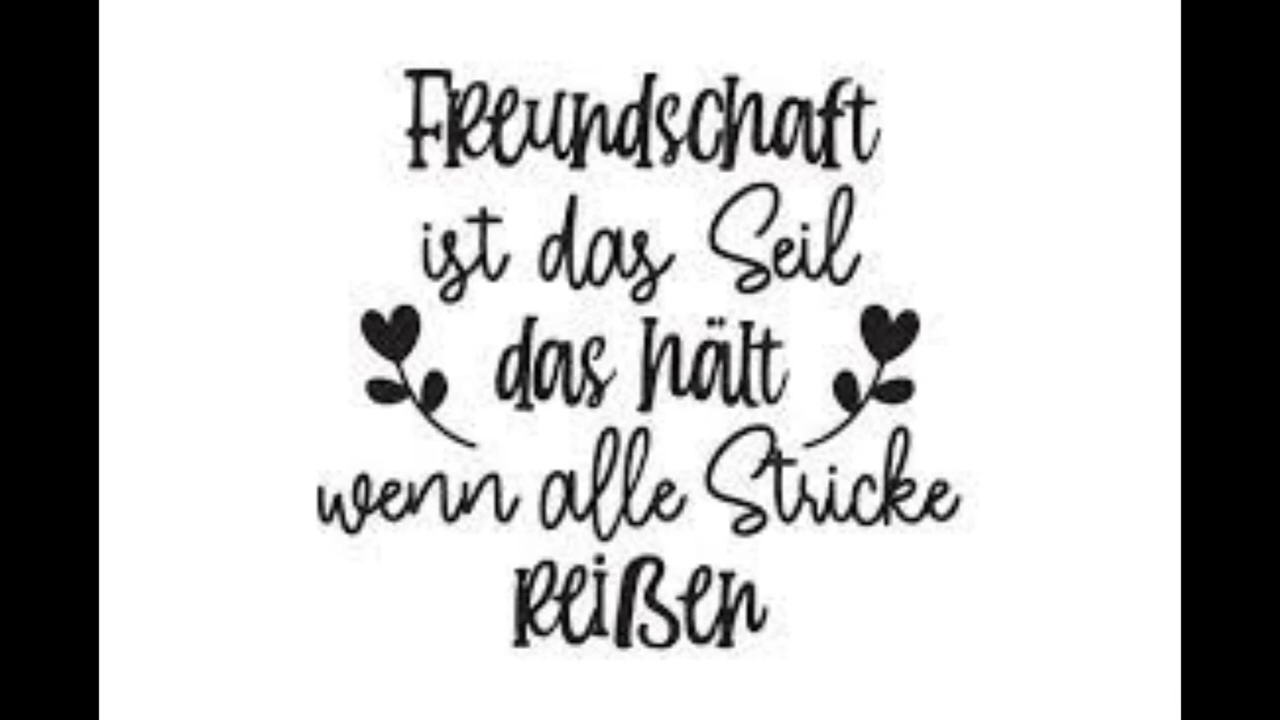 Freundschaft
ist das Seil
das hält
wenn alle Stricke
reißen